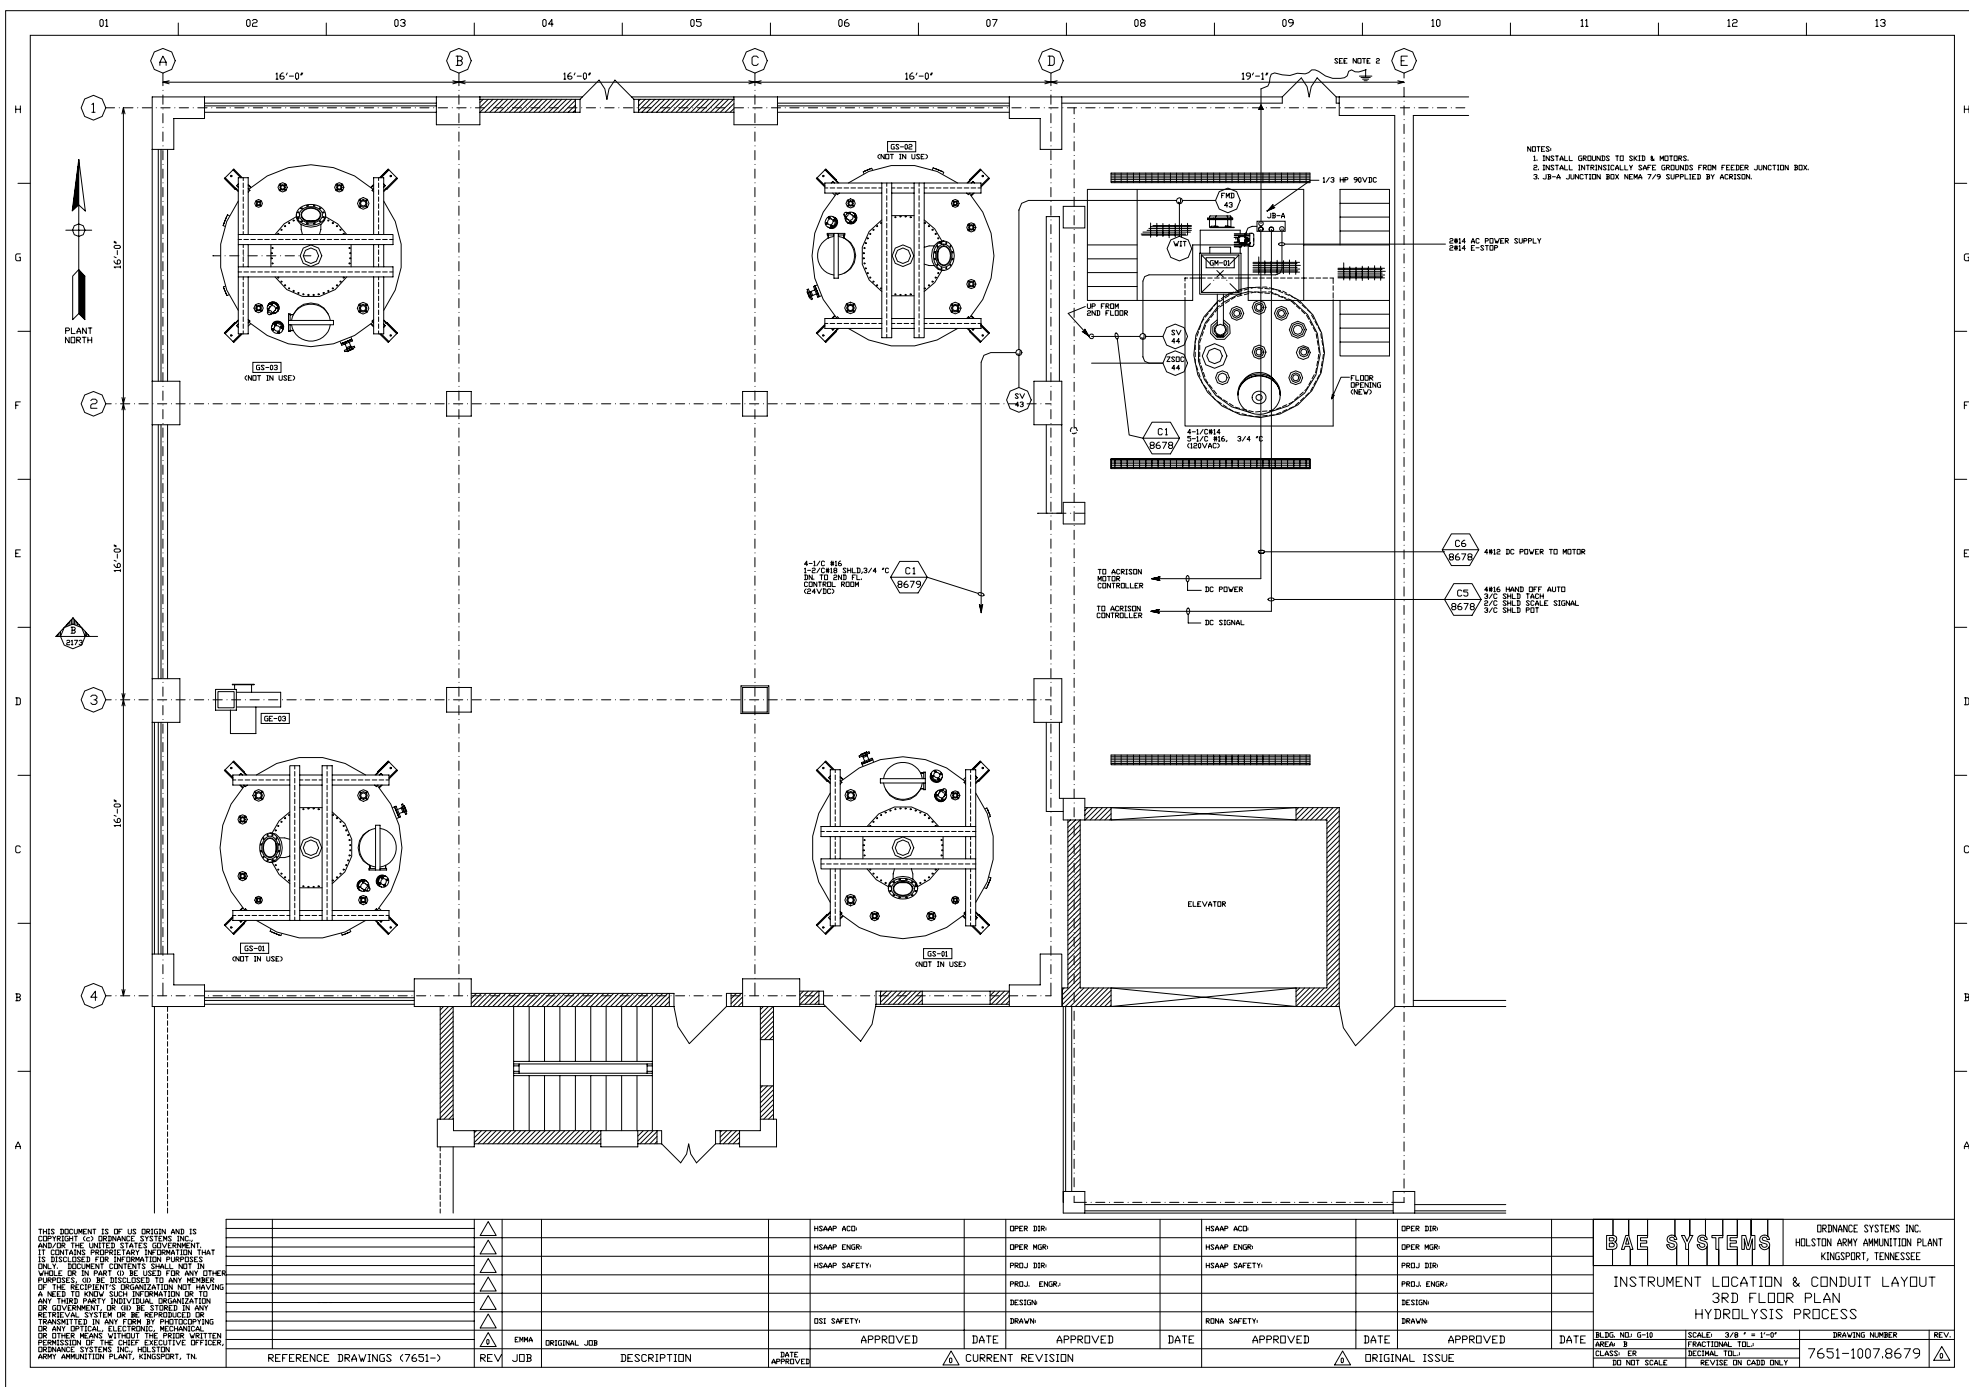 01 02 03 04 05 06 07 08 09 10 11 12 13
A B C D E
16'-0" 16'-0" 16'-0" 19'-1"
SEE NOTE 2
H 1 H
G G
F 2 F
E E
D 3 D
C C
B 4 B
A A
16'-0"
16'-0"
16'-0"
PLANT
NORTH
B
2173
GS-03
(NOT IN USE)
GS-02
(NOT IN USE)
GE-03
GS-01
(NOT IN USE)
GS-01
(NOT IN USE)
NOTES:
1. INSTALL GROUNDS TO SKID & MOTORS.
2. INSTALL INTRINSICALLY SAFE GROUNDS FROM FEEDER JUNCTION BOX.
3. JB-A JUNCTION BOX NEMA 7/9 SUPPLIED BY ACRISON.
1/3 HP 90VDC
FMD
43
JB-A
WIT
GM-01
2#14 AC POWER SUPPLY
2#14 E-STOP
UP FROM
2ND FLOOR
SV
44
ZSOC
44
SV
43
FLOOR
OPENING
(NEW)
C1
8678
4-1/C#14
5-1/C #16, 3/4 "C
(120VAC)
4-1/C #16
1-2/C#18 SHLD,3/4 "C
DN. TO 2ND FL.
CONTROL ROOM
(24VDC)
C1
8679
C6
8678
4#12 DC POWER TO MOTOR
TO ACRISON
MOTOR
CONTROLLER
DC POWER
C5
8678
4#16 HAND OFF AUTO
3/C SHLD TACH
2/C SHLD SCALE SIGNAL
3/C SHLD POT
TO ACRISON
CONTROLLER
DC SIGNAL
ELEVATOR
THIS DOCUMENT IS OF US ORIGIN AND IS
COPYRIGHT (c) ORDNANCE SYSTEMS INC.,
AND/OR THE UNITED STATES GOVERNMENT.
IT CONTAINS PROPRIETARY INFORMATION THAT
IS DISCLOSED FOR INFORMATION PURPOSES
ONLY. DOCUMENT CONTENTS SHALL NOT IN
WHOLE OR IN PART (I) BE USED FOR ANY OTHER
PURPOSES, (II) BE DISCLOSED TO ANY MEMBER
OF THE RECIPIENT'S ORGANIZATION NOT HAVING
A NEED TO KNOW SUCH INFORMATION OR TO
ANY THIRD PARTY INDIVIDUAL ORGANIZATION
OR GOVERNMENT, OR (III) BE STORED IN ANY
RETRIEVAL SYSTEM OR BE REPRODUCED OR
TRANSMITTED IN ANY FORM BY PHOTOCOPYING
OR ANY OPTICAL, ELECTRONIC, MECHANICAL
OR OTHER MEANS WITHOUT THE PRIOR WRITTEN
PERMISSION OF THE CHIEF EXECUTIVE OFFICER,
ORDNANCE SYSTEMS INC., HOLSTON
ARMY AMMUNITION PLANT, KINGSPORT, TN.
REFERENCE DRAWINGS (7651-)
0 EMMA ORIGINAL JOB
REV JOB DESCRIPTION DATE APPROVED
HSAAP ACO: OPER DIR: HSAAP ACO: OPER DIR:
HSAAP ENGR: OPER MGR: HSAAP ENGR: OPER MGR:
HSAAP SAFETY: PROJ DIR: HSAAP SAFETY: PROJ DIR:
PROJ. ENGR.: PROJ. ENGR.:
DESIGN: DESIGN:
OSI SAFETY: DRAWN: RONA SAFETY: DRAWN:
APPROVED DATE APPROVED DATE APPROVED DATE APPROVED DATE
0 CURRENT REVISION 0 ORIGINAL ISSUE
BAE SYSTEMS
ORDNANCE SYSTEMS INC.
HOLSTON ARMY AMMUNITION PLANT
KINGSPORT, TENNESSEE
INSTRUMENT LOCATION & CONDUIT LAYOUT
3RD FLOOR PLAN
HYDROLYSIS PROCESS
BLDG. NO.: G-10 SCALE: 3/8 " = 1'-0" DRAWING NUMBER REV.
AREA: B FRACTIONAL TOL.:
CLASS: ER DECIMAL TOL.: 7651-1007.8679 0
DO NOT SCALE REVISE ON CADD ONLY